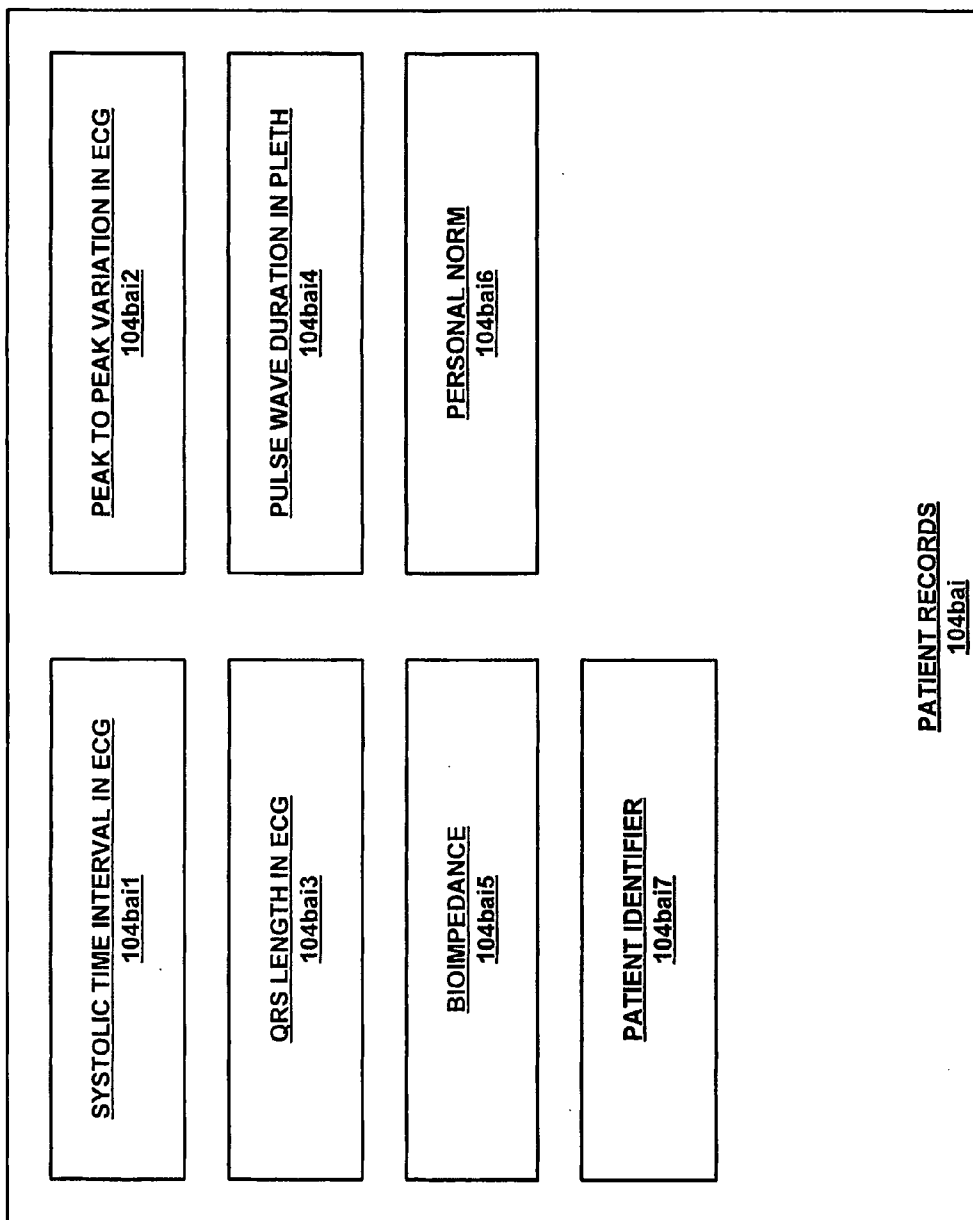 SYSTOLIC TIME INTERVAL IN ECG
104bai1
PEAK TO PEAK VARIATION IN ECG
104bai2
QRS LENGTH IN ECG
104bai3
PULSE WAVE DURATION IN PLETH
104bai4
BIOIMPEDANCE
104bai5
PERSONAL NORM
104bai6
PATIENT IDENTIFIER
104bai7
PATIENT RECORDS
104bai